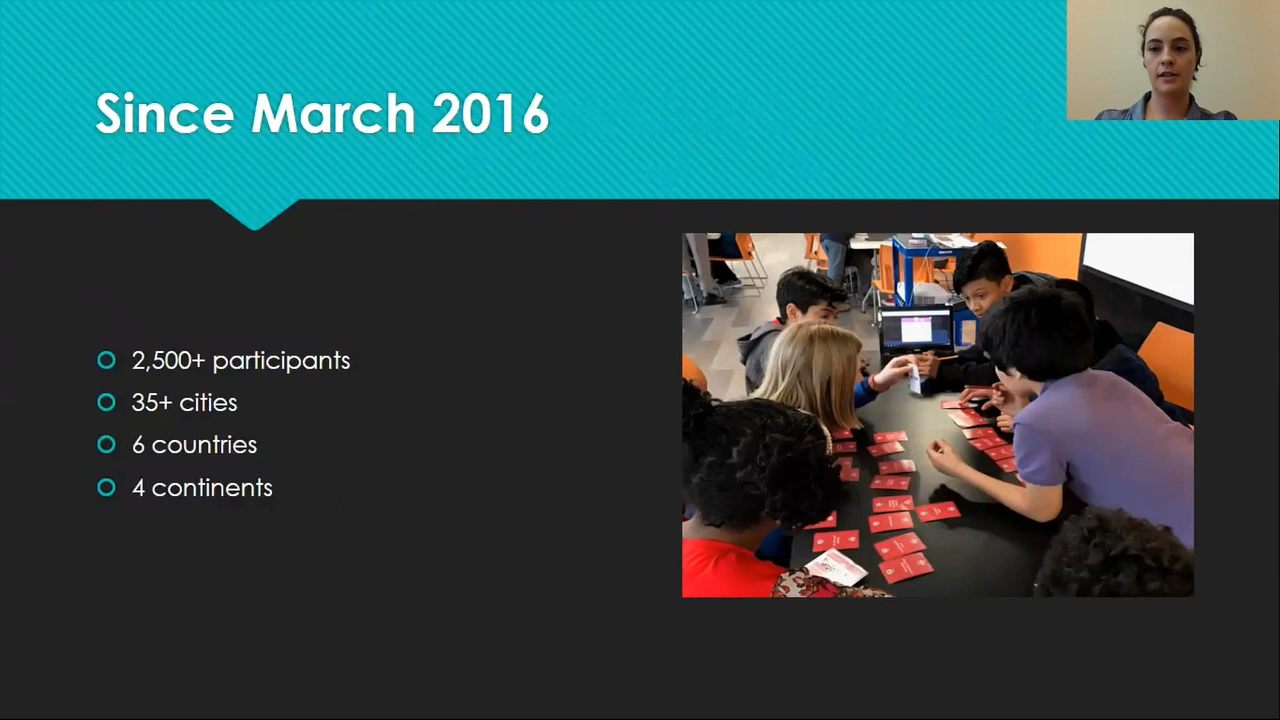 Since March 2016
2,500+ participants
35+ cities
6 countries
4 continents